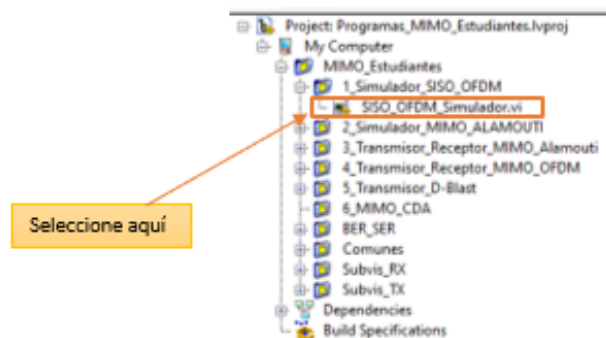 Project: Programas_MIMO_Estudiantes.lvproj
My Computer
MIMO_Estudiantes
1_Simulador_SISO_OFDM
SISO_OFDM_Simulador.vi
2_Simulador_MIMO_ALAMOUTI
3_Transmisor_Receptor_MIMO_Alamouti
4_Transmisor_Receptor_MIMO_OFDM
5_Transmisor_D-Blast
Seleccione aquí
6_MIMO_CDA
BER_SER
Comunes
Subvis_RX
Subvis_TX
Dependencies
Build Specifications